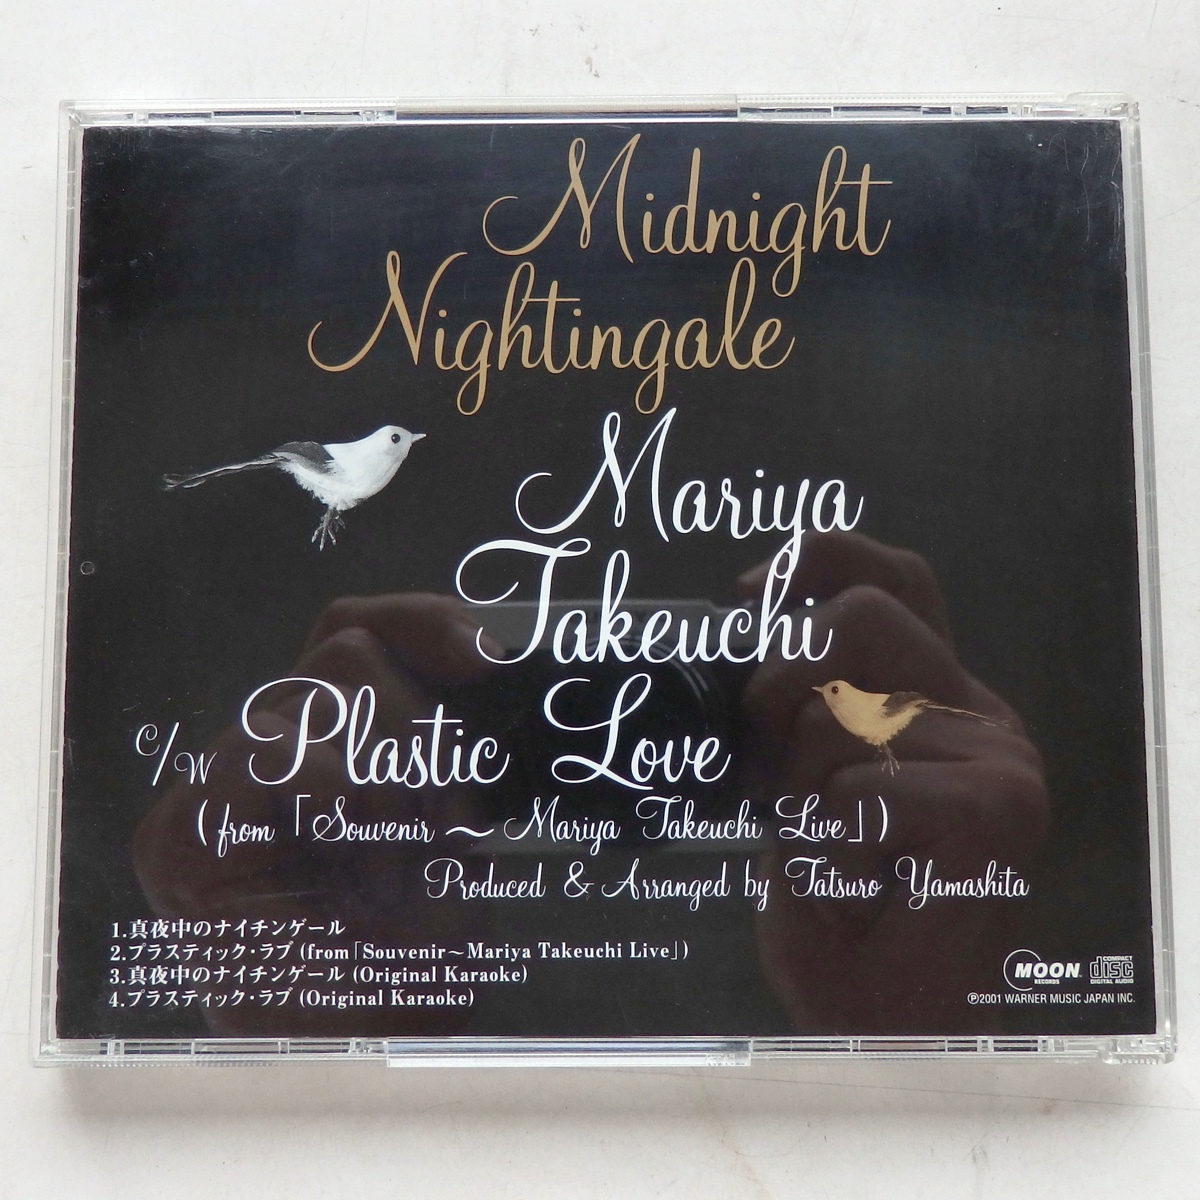 Midnight
Nightingale
Mariya
Takeuchi
c/w Plastic Love
(from「Souvenir～Mariya Takeuchi Live」)
Produced & Arranged by Tatsuro Yamashita
1.真夜中のナイチンゲール
2.プラスティック・ラブ (from「Souvenir～Mariya Takeuchi Live」)
3.真夜中のナイチンゲール (Original Karaoke)
4.プラスティック・ラブ (Original Karaoke)
MOON
RECORDS
COMPACT
disc
DIGITAL AUDIO
℗2001 WARNER MUSIC JAPAN INC.